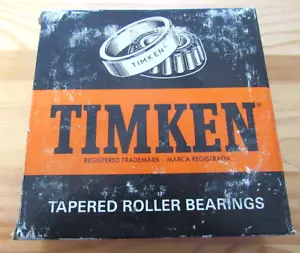 TIMKEN
TIMKEN®
REGISTERED TRADEMARK · MARCA REGISTRADA
TAPERED ROLLER BEARINGS